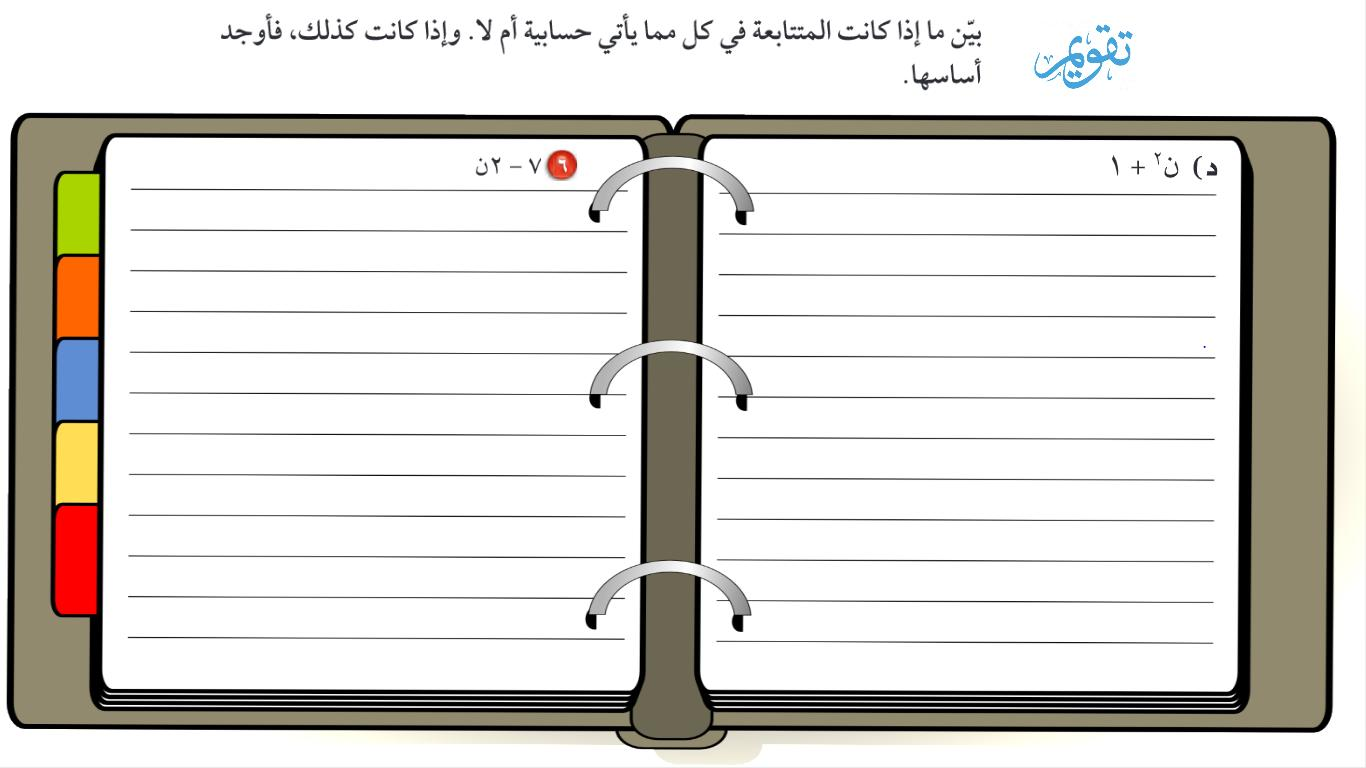 تقويم
بيّن ما إذا كانت المتتابعة في كل مما يأتي حسابية أم لا. وإذا كانت كذلك، فأوجد
أساسها.
د) ن٢ + ١
٦ ٧ – ٢ن